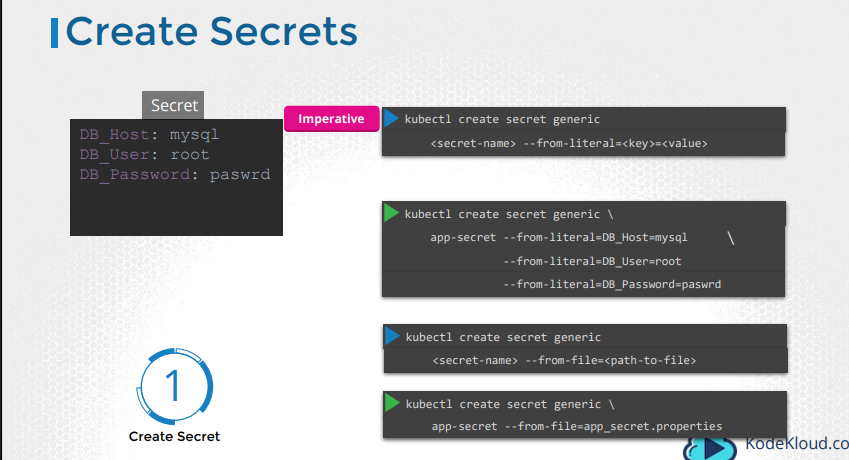 Create Secrets
Secret
DB_Host: mysql
DB_User: root
DB_Password: paswrd
Imperative
kubectl create secret generic
<secret-name> --from-literal=<key>=<value>
kubectl create secret generic \
app-secret --from-literal=DB_Host=mysql \
--from-literal=DB_User=root
--from-literal=DB_Password=paswrd
kubectl create secret generic
<secret-name> --from-file=<path-to-file>
kubectl create secret generic \
app-secret --from-file=app_secret.properties
1
Create Secret
KodeKloud.co